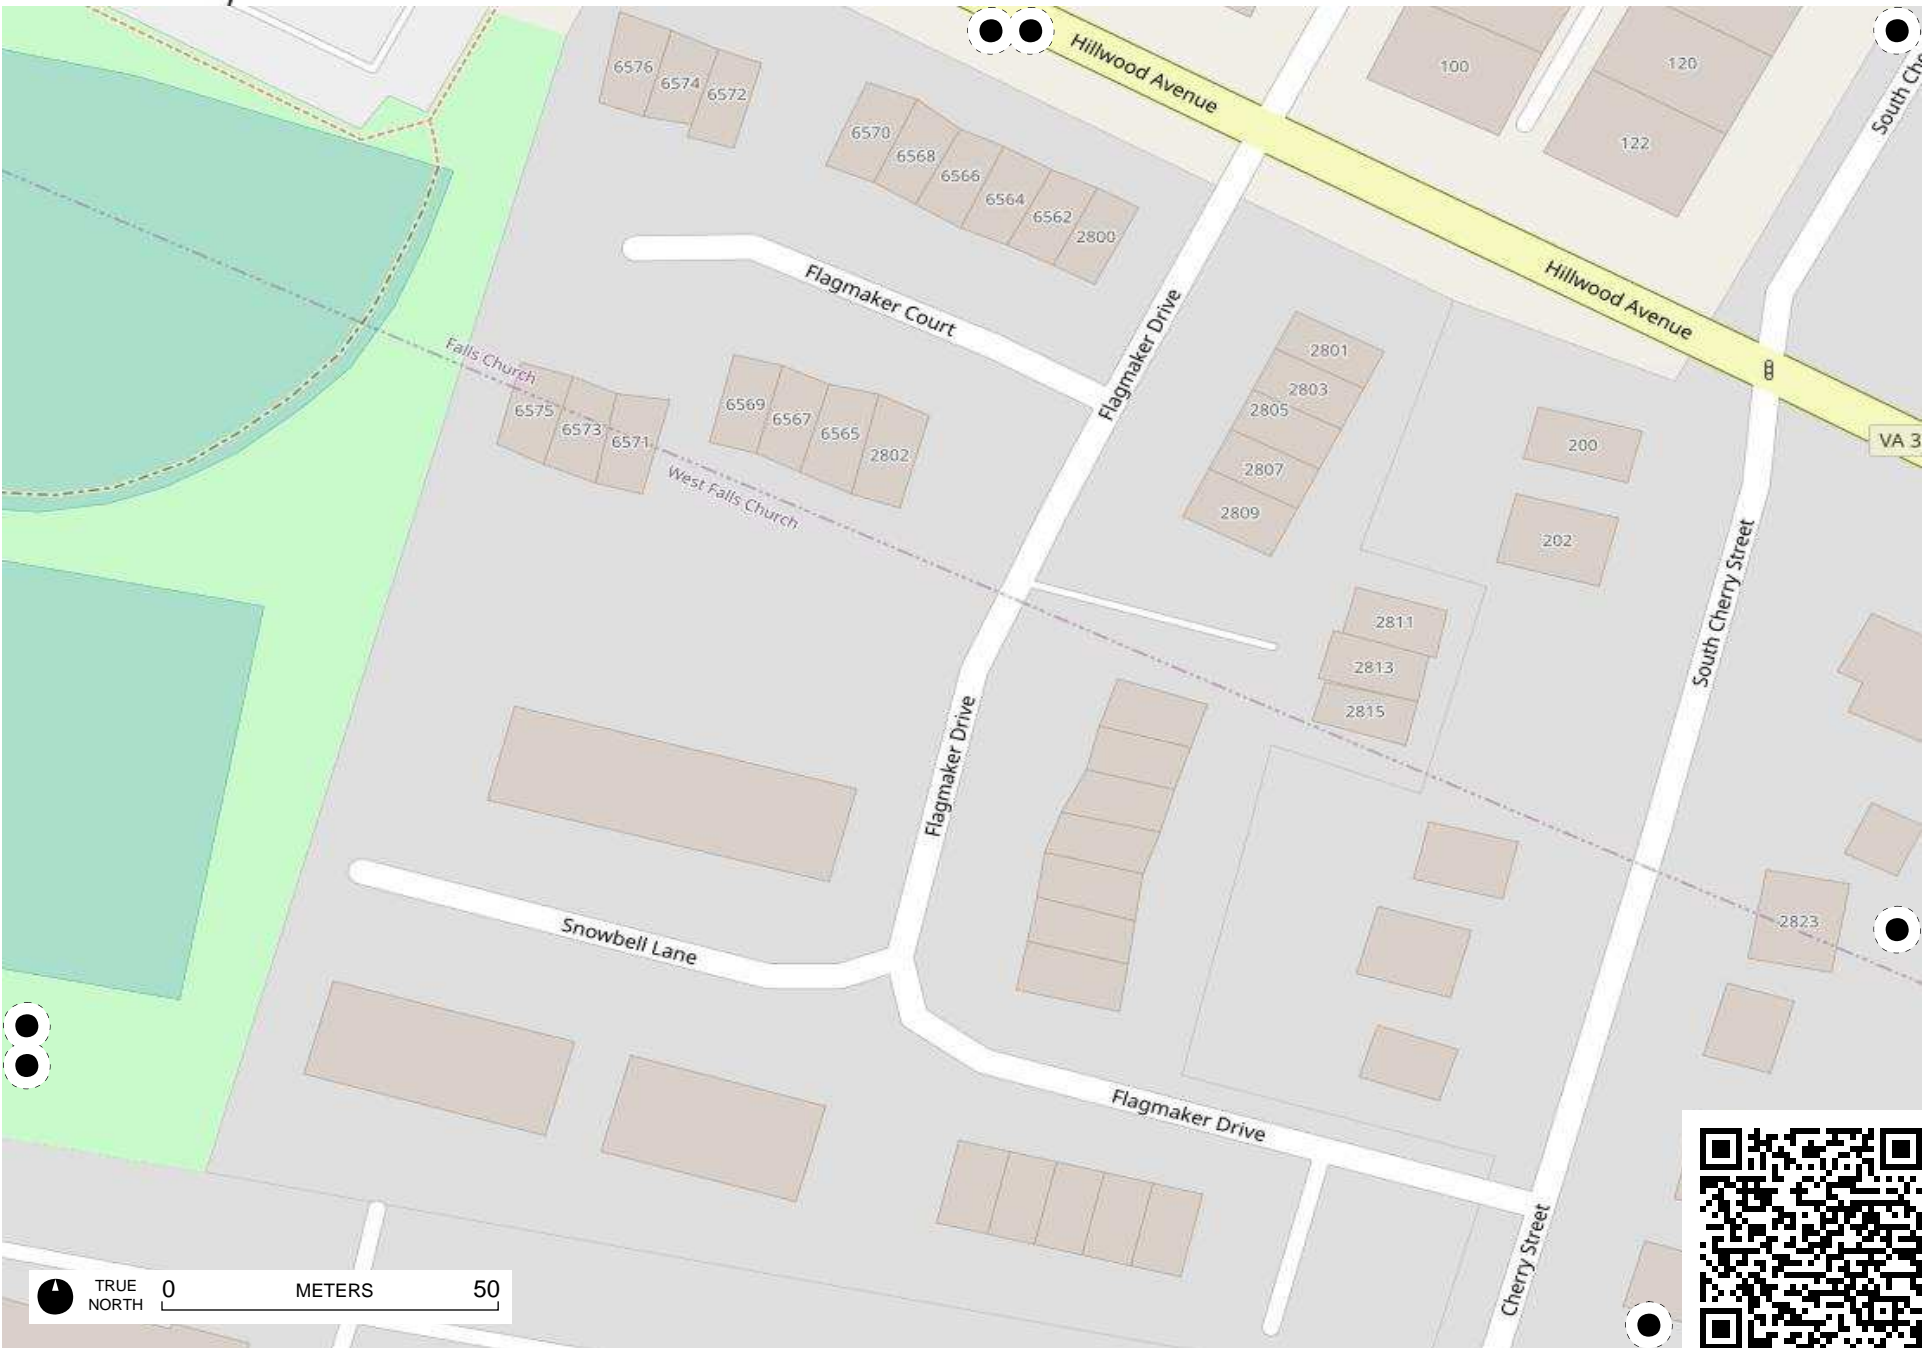 Hillwood Avenue
6576
6574
6572
100
120
122
South Che
6570
6568
6566
6564
6562
2800
Flagmaker Court
Flagmaker Drive
Hillwood Avenue
VA 3
Falls Church
6575
6573
6571
6569
6567
6565
2802
West Falls Church
2801
2803
2805
2807
2809
200
202
South Cherry Street
2811
2813
2815
Flagmaker Drive
Snowbell Lane
2823
Flagmaker Drive
Cherry Street
TRUE
NORTH
0 METERS 50